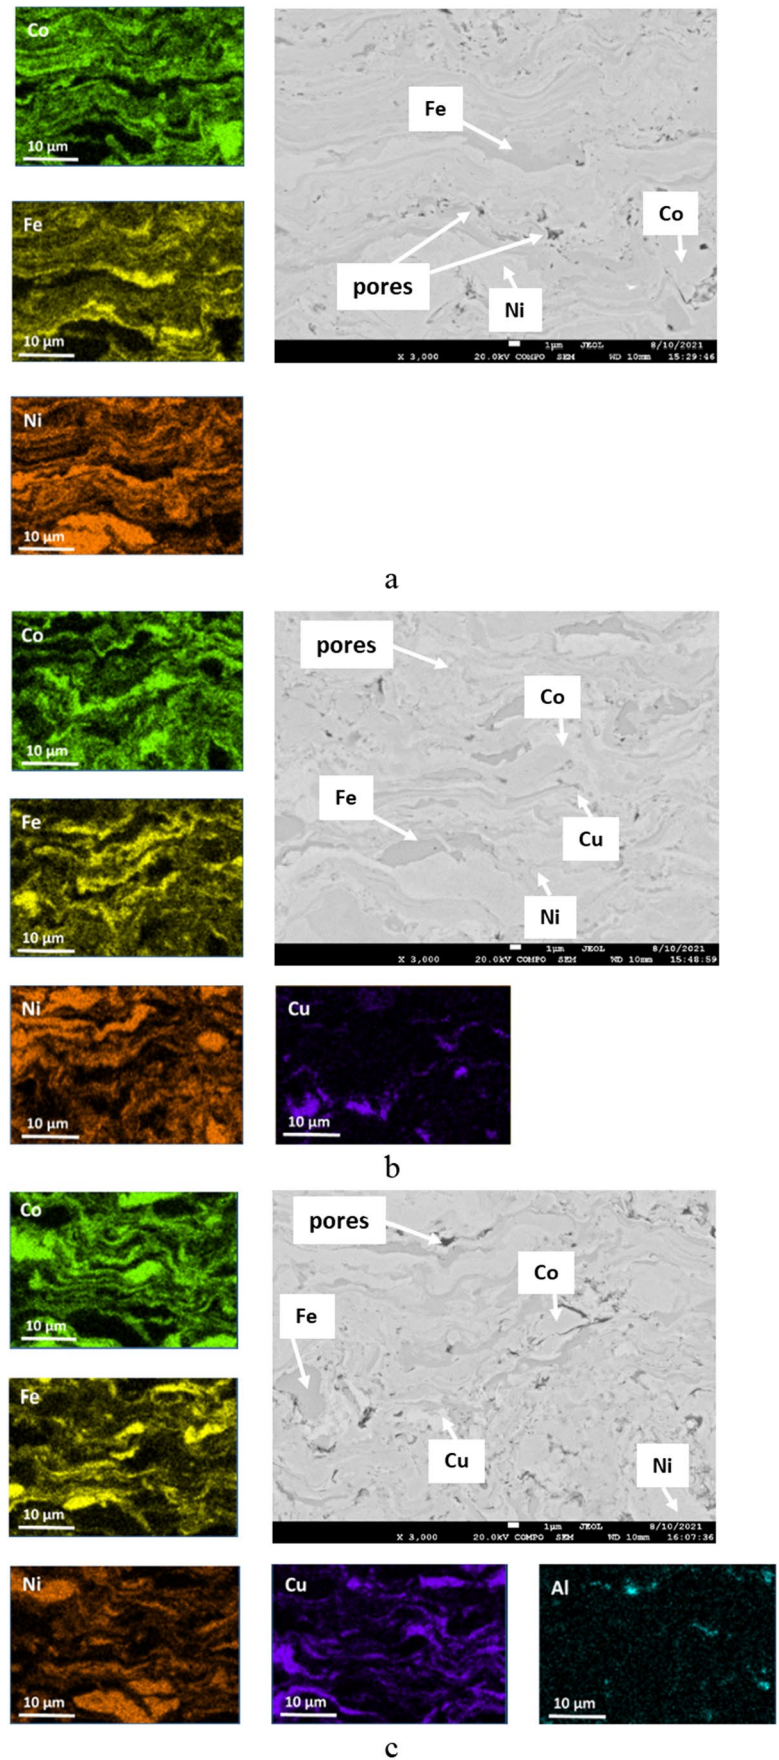 Co
10 µm
Fe
10 µm
Ni
10 µm
Fe
Co
pores
Ni
1µm JEOL 8/10/2021
X 3,000 20.0kV COMPO SEM WD 10mm 15:29:46
a
Co
10 µm
Fe
10 µm
Ni
10 µm
pores
Co
Fe
Cu
Ni
1µm JEOL 8/10/2021
X 3,000 20.0kV COMPO SEM WD 10mm 15:48:59
Cu
10 µm
b
Co
10 µm
Fe
10 µm
Ni
10 µm
pores
Co
Fe
Cu
Ni
1µm JEOL 8/10/2021
X 3,000 20.0kV COMPO SEM WD 10mm 16:07:36
Cu
10 µm
Al
10 µm
c